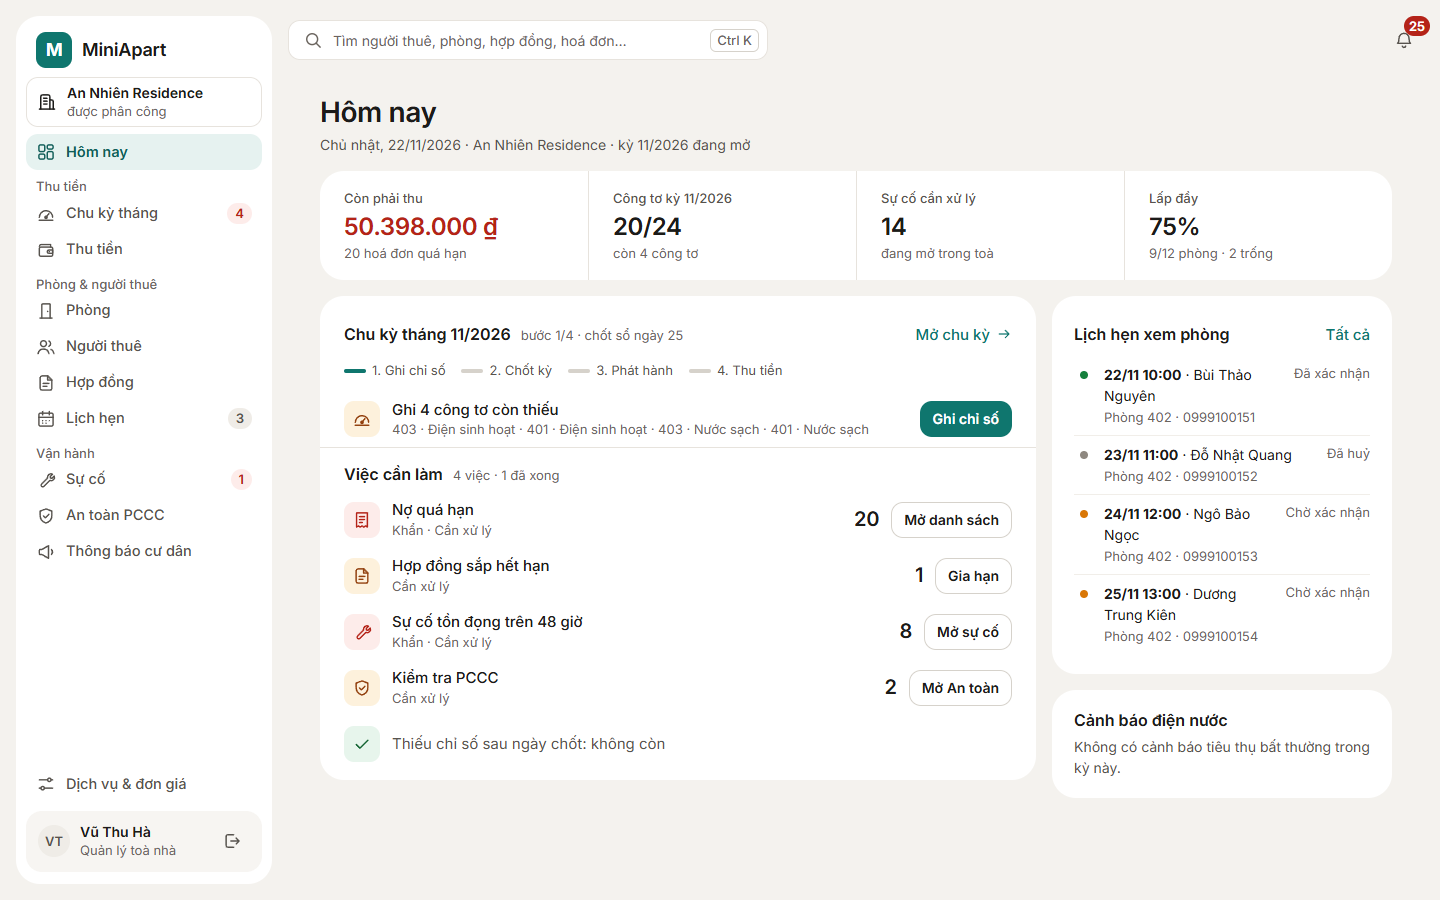 M MiniApart
An Nhiên Residence
được phân công
Hôm nay
Thu tiền
Chu kỳ tháng 4
Thu tiền
Phòng & người thuê
Phòng
Người thuê
Hợp đồng
Lịch hẹn 3
Vận hành
Sự cố 1
An toàn PCCC
Thông báo cư dân
Dịch vụ & đơn giá
VT
Vũ Thu Hà
Quản lý toà nhà
Tìm người thuê, phòng, hợp đồng, hoá đơn... Ctrl K
25
Hôm nay
Chủ nhật, 22/11/2026 · An Nhiên Residence · kỳ 11/2026 đang mở
Còn phải thu
50.398.000 ₫
20 hoá đơn quá hạn
Công tơ kỳ 11/2026
20/24
còn 4 công tơ
Sự cố cần xử lý
14
đang mở trong toà
Lấp đầy
75%
9/12 phòng · 2 trống
Chu kỳ tháng 11/2026 bước 1/4 · chốt sổ ngày 25 Mở chu kỳ →
1. Ghi chỉ số 2. Chốt kỳ 3. Phát hành 4. Thu tiền
Ghi 4 công tơ còn thiếu
403 · Điện sinh hoạt · 401 · Điện sinh hoạt · 403 · Nước sạch · 401 · Nước sạch
Ghi chỉ số
Việc cần làm 4 việc · 1 đã xong
Nợ quá hạn
Khẩn · Cần xử lý
20 Mở danh sách
Hợp đồng sắp hết hạn
Cần xử lý
1 Gia hạn
Sự cố tồn đọng trên 48 giờ
Khẩn · Cần xử lý
8 Mở sự cố
Kiểm tra PCCC
Cần xử lý
2 Mở An toàn
Thiếu chỉ số sau ngày chốt: không còn
Lịch hẹn xem phòng Tất cả
22/11 10:00 · Bùi Thảo Đã xác nhận
Nguyên
Phòng 402 · 0999100151
23/11 11:00 · Đỗ Nhật Quang Đã huỷ
Phòng 402 · 0999100152
24/11 12:00 · Ngô Bảo Chờ xác nhận
Ngọc
Phòng 402 · 0999100153
25/11 13:00 · Dương Chờ xác nhận
Trung Kiên
Phòng 402 · 0999100154
Cảnh báo điện nước
Không có cảnh báo tiêu thụ bất thường trong
kỳ này.